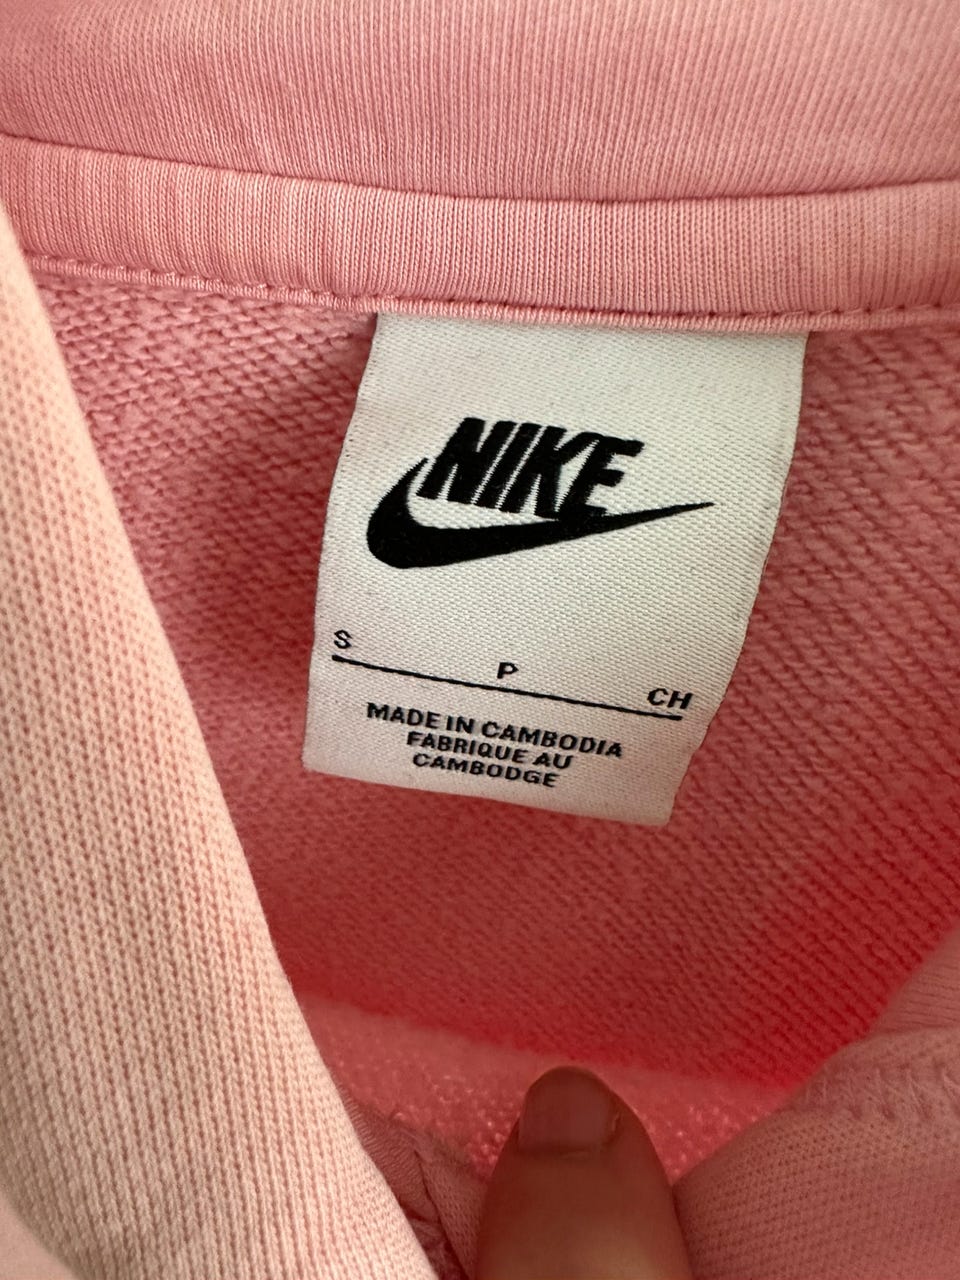 NIKE
S P CH
MADE IN CAMBODIA
FABRIQUE AU
CAMBODGE